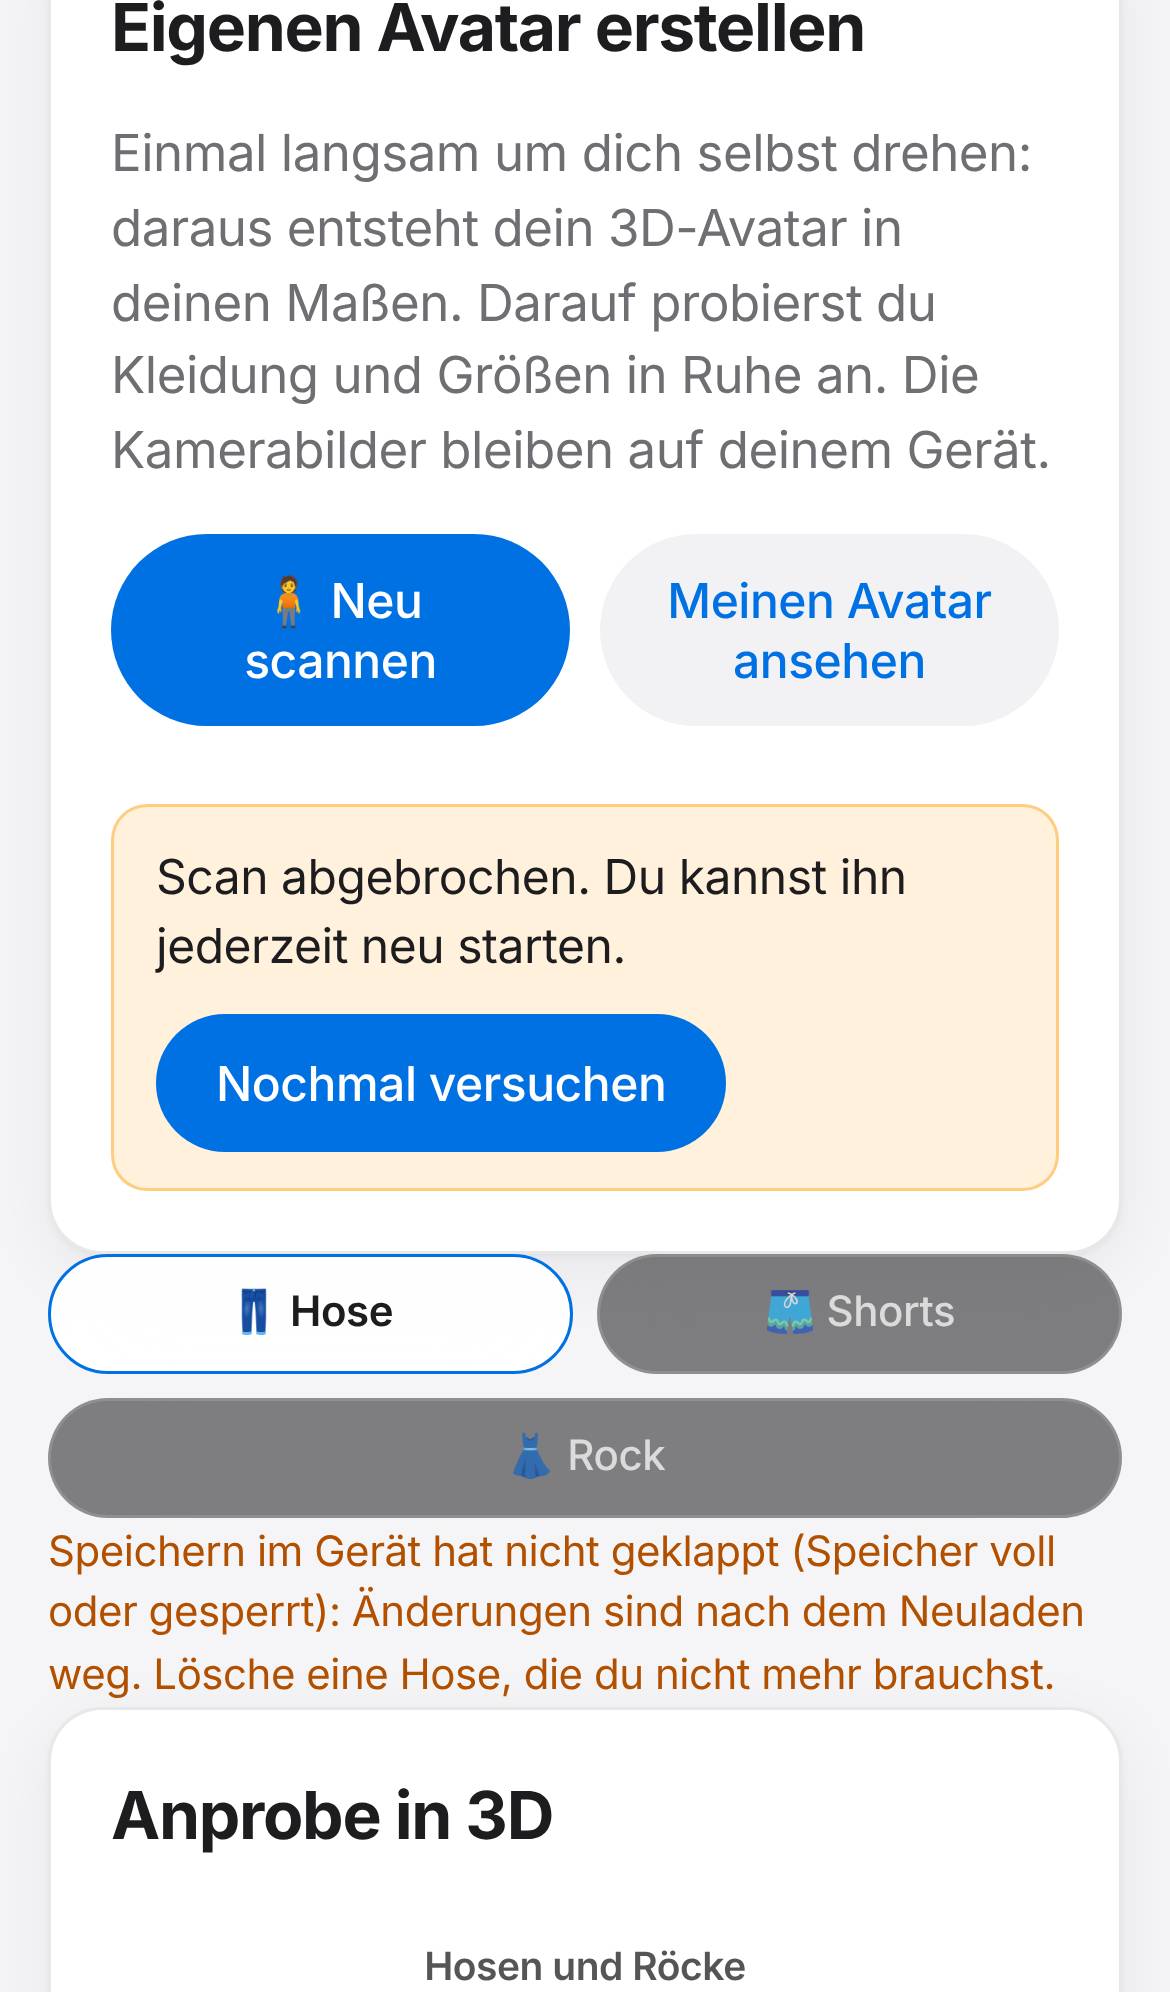 Eigenen Avatar erstellen
Einmal langsam um dich selbst drehen:
daraus entsteht dein 3D-Avatar in
deinen Maßen. Darauf probierst du
Kleidung und Größen in Ruhe an. Die
Kamerabilder bleiben auf deinem Gerät.
🧍 Neu
scannen
Meinen Avatar
ansehen
Scan abgebrochen. Du kannst ihn
jederzeit neu starten.
Nochmal versuchen
👖 Hose
🩳 Shorts
👗 Rock
Speichern im Gerät hat nicht geklappt (Speicher voll
oder gesperrt): Änderungen sind nach dem Neuladen
weg. Lösche eine Hose, die du nicht mehr brauchst.
Anprobe in 3D
Hosen und Röcke